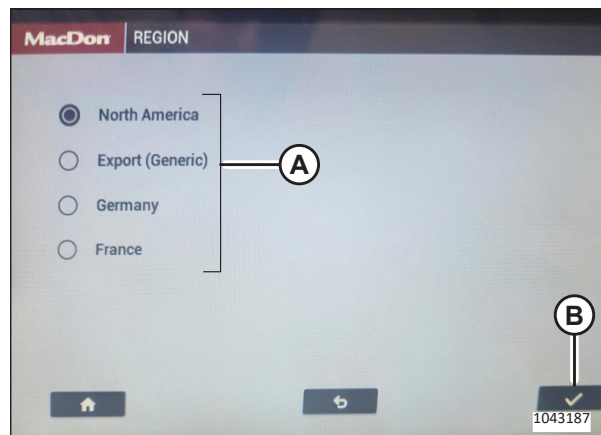 MacDon REGION
North America
Export (Generic)
A
Germany
France
B
1043187